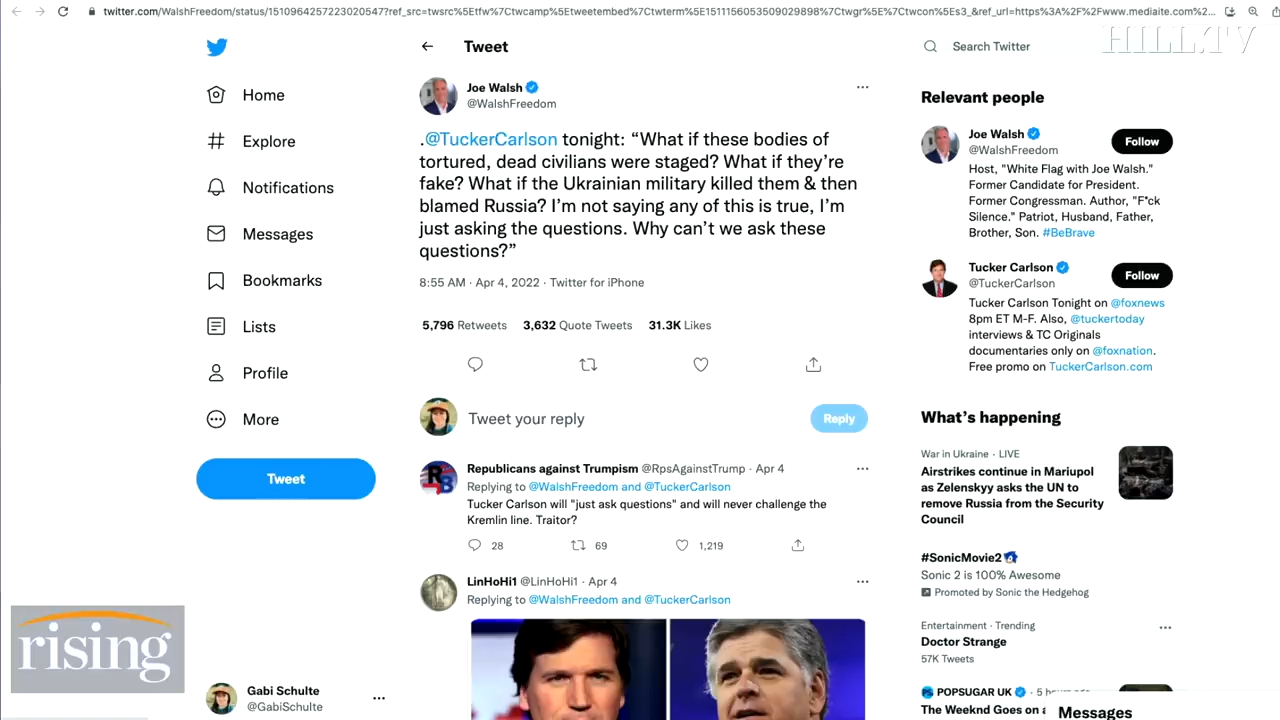 twitter.com/WalshFreedom/status/1510964257223020547?ref_src=twsrc%5Etfw%7Ctwcamp%5Etweetembed%7Ctwterm%5E1511156053509029898%7Ctwgr%5E%7Ctwcon%5Es3_&ref_url=https%3A%2F%2Fwww.mediaite.com%2...
HILL.TV
Tweet
Search Twitter
Home
Explore
Notifications
Messages
Bookmarks
Lists
Profile
More
Tweet
Joe Walsh
@WalshFreedom
.@TuckerCarlson tonight: “What if these bodies of
tortured, dead civilians were staged? What if they’re
fake? What if the Ukrainian military killed them & then
blamed Russia? I’m not saying any of this is true, I’m
just asking the questions. Why can’t we ask these
questions?”
8:55 AM · Apr 4, 2022 · Twitter for iPhone
5,796 Retweets 3,632 Quote Tweets 31.3K Likes
Tweet your reply
Reply
Republicans against Trumpism @RpsAgainstTrump · Apr 4
Replying to @WalshFreedom and @TuckerCarlson
Tucker Carlson will "just ask questions" and will never challenge the
Kremlin line. Traitor?
28 69 1,219
LinHoHi1 @LinHoHi1 · Apr 4
Replying to @WalshFreedom and @TuckerCarlson
Relevant people
Joe Walsh
@WalshFreedom
Follow
Host, "White Flag with Joe Walsh."
Former Candidate for President.
Former Congressman. Author, "F*ck
Silence." Patriot, Husband, Father,
Brother, Son. #BeBrave
Tucker Carlson
@TuckerCarlson
Follow
Tucker Carlson Tonight on @foxnews
8pm ET M-F. Also, @tuckertoday
interviews & TC Originals
documentaries only on @foxnation.
Free promo on TuckerCarlson.com
What’s happening
War in Ukraine · LIVE
Airstrikes continue in Mariupol
as Zelenskyy asks the UN to
remove Russia from the Security
Council
#SonicMovie2
Sonic 2 is 100% Awesome
Promoted by Sonic the Hedgehog
Entertainment · Trending
Doctor Strange
57K Tweets
POPSUGAR UK · 5 hours ago
The Weeknd Goes on a
Messages
rising
Gabi Schulte
@GabiSchulte